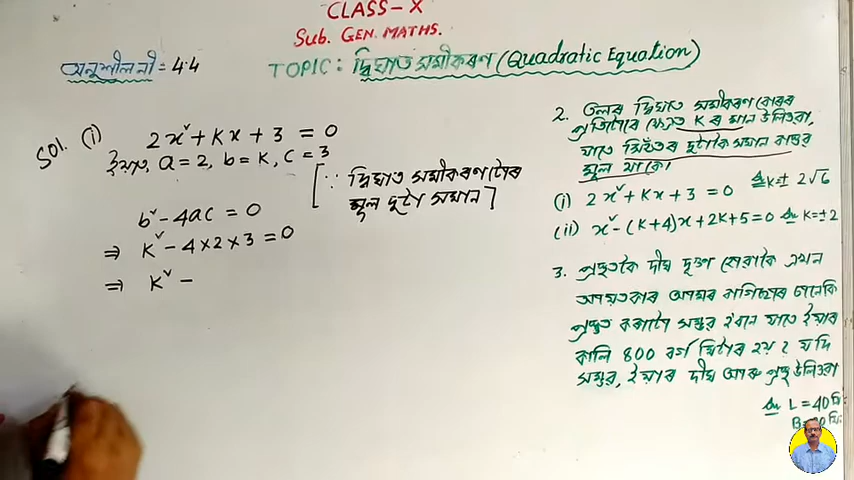 CLASS-X
Sub. GEN. MATHS.
অনুশীলনী = 4.4
TOPIC : দ্বিঘাত সমীকৰণ (Quadratic Equation)
Sol. (i)
2x² + Kx + 3 = 0
ইয়াত, a = 2, b = K, C = 3
[∵ দ্বিঘাত সমীকৰণটোৰ
মূল দুটা সমান]
b² - 4ac = 0
⇒ K² - 4×2×3 = 0
⇒ K² -
2. তলৰ দ্বিঘাত সমীকৰণবোৰৰ
প্ৰতিটোৰে ক্ষেত্ৰত K ৰ মান উলিওৱা,
যাতে সিহঁতৰ দুটাকৈ সমান বাস্তৱ
মূল থাকে।
(i) 2x² + Kx + 3 = 0 K = ± 2√6
(ii) x² - (K+4)x + 2K+5 = 0 K = ±2
3. প্ৰস্থতকৈ দীঘ দুগুণ হোৱাকৈ এখন
আয়তাকাৰ আমৰ বাগিছাৰ চানেকি
প্ৰস্তুত কৰাটো সম্ভৱ হ'বনে যাতে ইয়াৰ
কালি 800 বৰ্গ মিটাৰ হয়? যদি
সম্ভৱ, ইয়াৰ দীঘ আৰু প্ৰস্থ উলিওৱা
L = 40 মি: